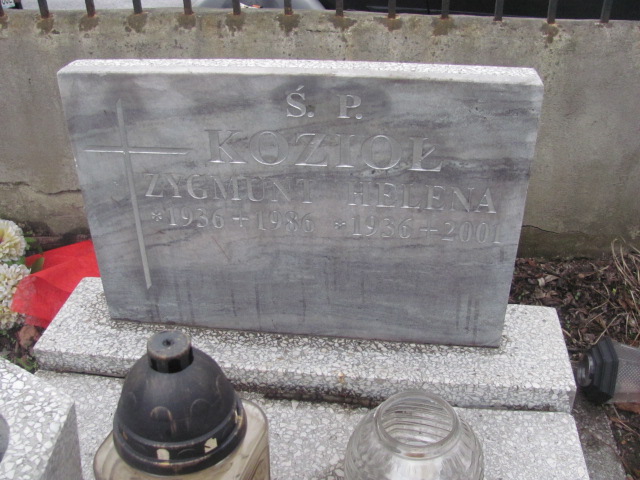 Ś. P.
KOZIOŁ
ZYGMUNT HELENA
*1936 + 1986 *1936 + 2001